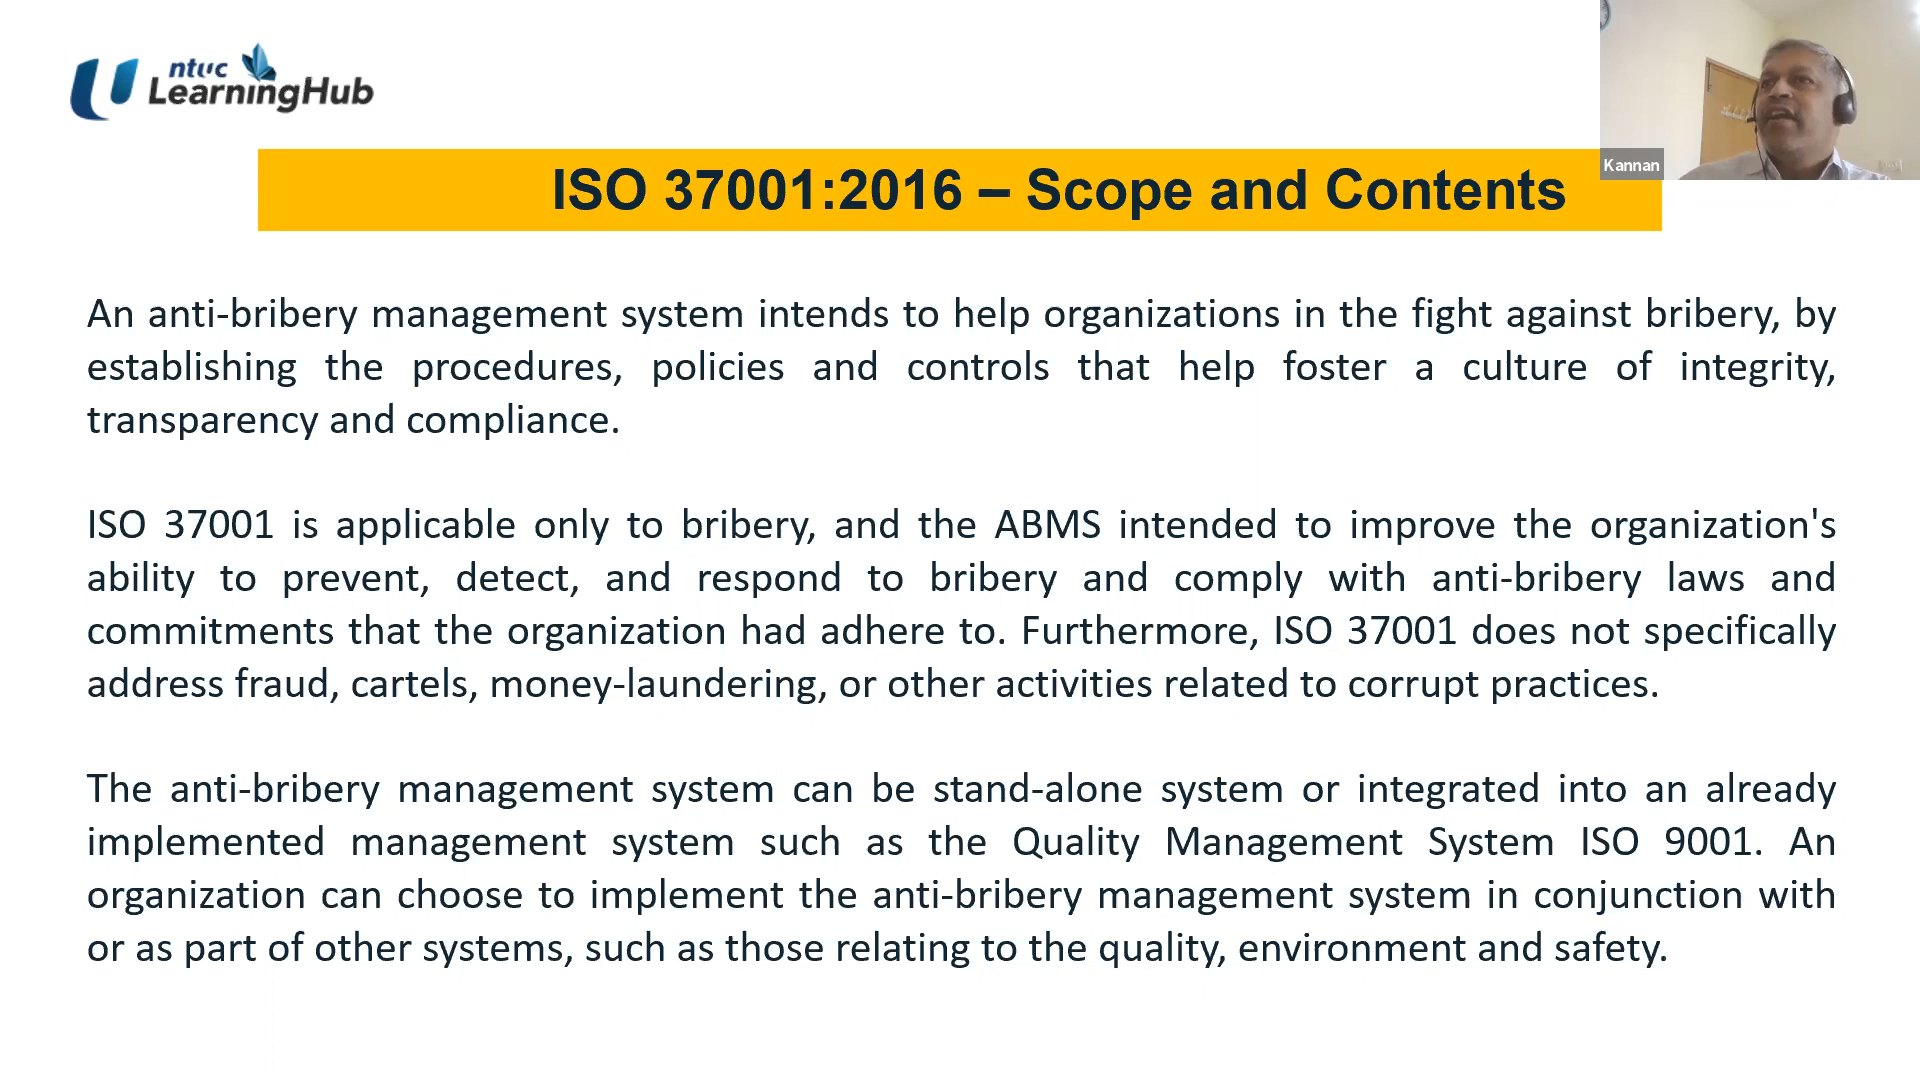 ntuc
LearningHub
Kannan
ISO 37001:2016 – Scope and Contents
An anti-bribery management system intends to help organizations in the fight against bribery, by
establishing the procedures, policies and controls that help foster a culture of integrity,
transparency and compliance.
ISO 37001 is applicable only to bribery, and the ABMS intended to improve the organization's
ability to prevent, detect, and respond to bribery and comply with anti-bribery laws and
commitments that the organization had adhere to. Furthermore, ISO 37001 does not specifically
address fraud, cartels, money-laundering, or other activities related to corrupt practices.
The anti-bribery management system can be stand-alone system or integrated into an already
implemented management system such as the Quality Management System ISO 9001. An
organization can choose to implement the anti-bribery management system in conjunction with
or as part of other systems, such as those relating to the quality, environment and safety.